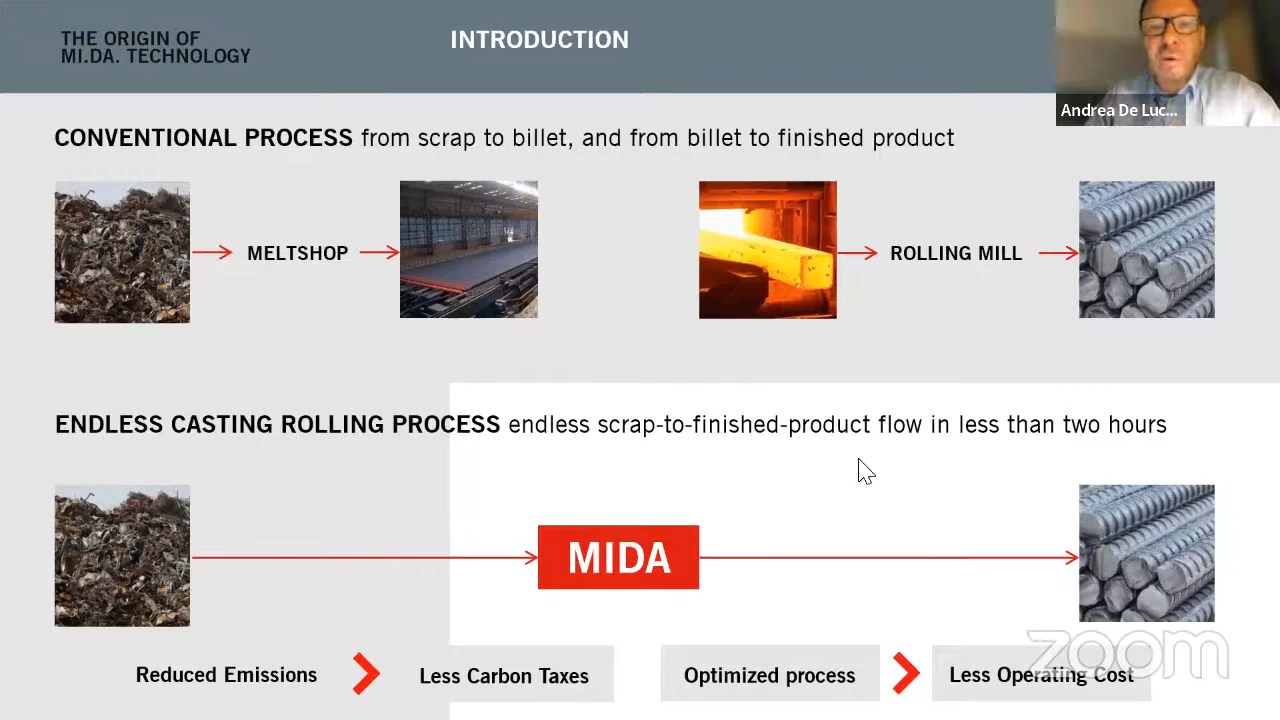 THE ORIGIN OF
MI.DA. TECHNOLOGY
INTRODUCTION
Andrea De Luc...
CONVENTIONAL PROCESS from scrap to billet, and from billet to finished product
MELTSHOP
ROLLING MILL
ENDLESS CASTING ROLLING PROCESS endless scrap-to-finished-product flow in less than two hours
MIDA
Reduced Emissions
Less Carbon Taxes
Optimized process
Less Operating Cost
zoom